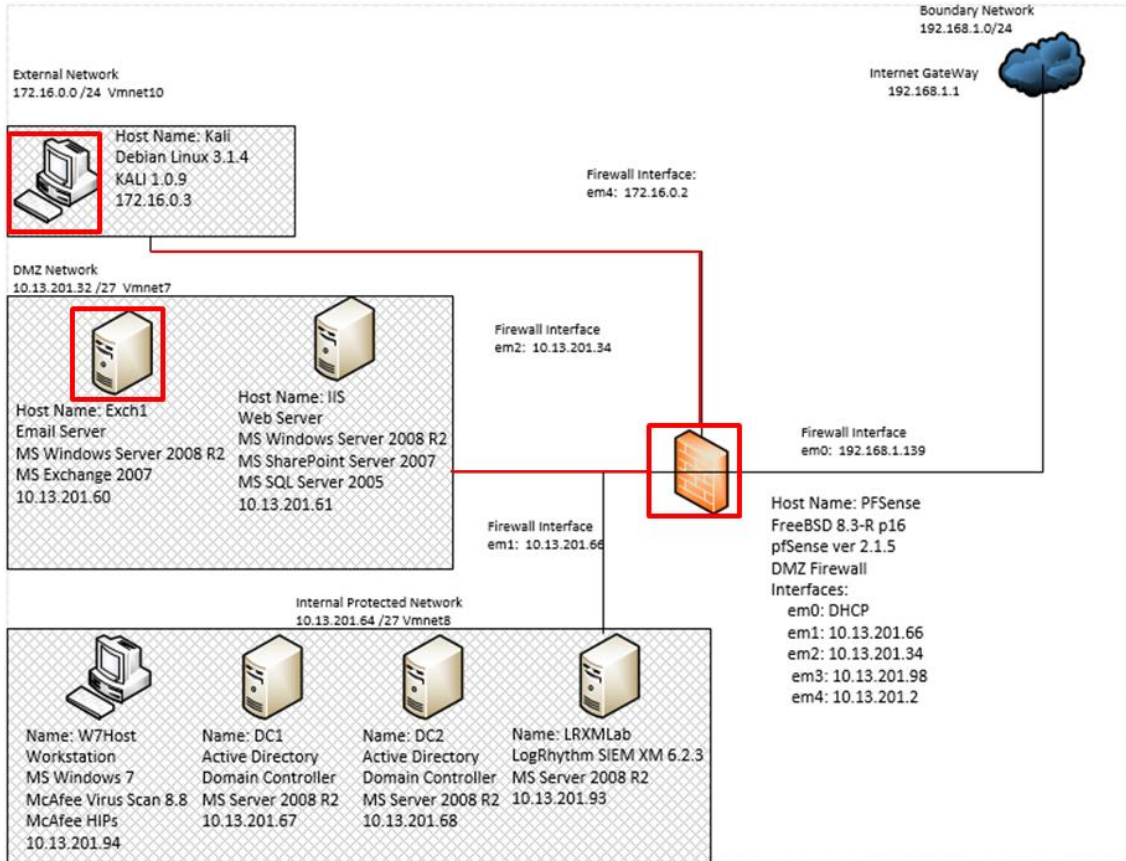 Boundary Network
192.168.1.0/24
Internet GateWay
192.168.1.1
External Network
172.16.0.0 /24 Vmnet10
Host Name: Kali
Debian Linux 3.1.4
KALI 1.0.9
172.16.0.3
Firewall Interface:
em4: 172.16.0.2
DMZ Network
10.13.201.32 /27 Vmnet7
Host Name: Exch1
Email Server
MS Windows Server 2008 R2
MS Exchange 2007
10.13.201.60
Host Name: IIS
Web Server
MS Windows Server 2008 R2
MS SharePoint Server 2007
MS SQL Server 2005
10.13.201.61
Firewall Interface
em2: 10.13.201.34
Firewall Interface
em0: 192.168.1.139
Firewall Interface
em1: 10.13.201.66
Host Name: PFSense
FreeBSD 8.3-R p16
pfSense ver 2.1.5
DMZ Firewall
Interfaces:
em0: DHCP
em1: 10.13.201.66
em2: 10.13.201.34
em3: 10.13.201.98
em4: 10.13.201.2
Internal Protected Network
10.13.201.64 /27 Vmnet8
Name: W7Host
Workstation
MS Windows 7
McAfee Virus Scan 8.8
McAfee HIPs
10.13.201.94
Name: DC1
Active Directory
Domain Controller
MS Server 2008 R2
10.13.201.67
Name: DC2
Active Directory
Domain Controller
MS Server 2008 R2
10.13.201.68
Name: LRXMLab
LogRhythm SIEM XM 6.2.3
MS Server 2008 R2
10.13.201.93